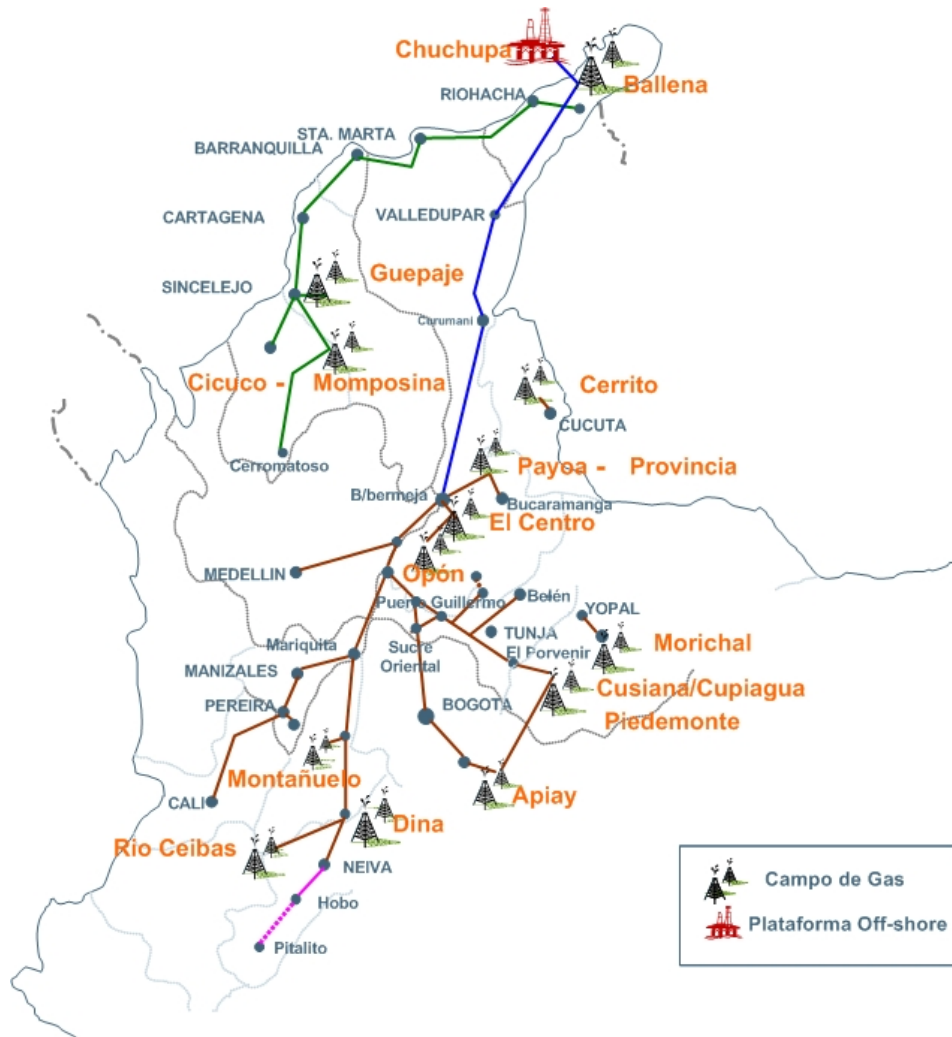 Chuchupa
Ballena
RIOHACHA
STA. MARTA
BARRANQUILLA
CARTAGENA
VALLEDUPAR
Guepaje
SINCELEJO
Curumani
Cicuco - Momposina
Cerrito
CUCUTA
Cerromatoso
Payoa - Provincia
B/bermeja
Bucaramanga
El Centro
MEDELLIN
Opón
Puerto Guillermo
Belén
YOPAL
TUNJA
Morichal
Mariquita
Sucre
Oriental
El Porvenir
MANIZALES
Cusiana/Cupiagua
PEREIRA
BOGOTA
Piedemonte
Montañuelo
Apiay
CALI
Dina
Rio Ceibas
NEIVA
Hobo
Pitalito
Campo de Gas
Plataforma Off-shore